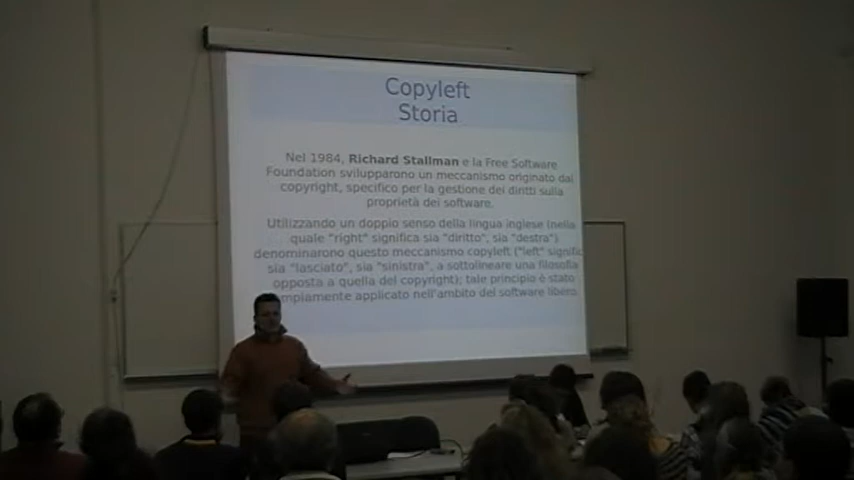 Copyleft
Storia
Nel 1984, Richard Stallman e la Free Software
Foundation svilupparono un meccanismo originato dal
copyright, specifico per la gestione dei diritti sulla
proprietà dei software.
Utilizzando un doppio senso della lingua inglese (nella
quale "right" significa sia "diritto", sia "destra")
denominarono questo meccanismo copyleft ("left" signific
sia "lasciato", sia "sinistra", a sottolineare una filosofia
opposta a quella del copyright); tale principio è stato
mpiamente applicato nell'ambito del software libero.